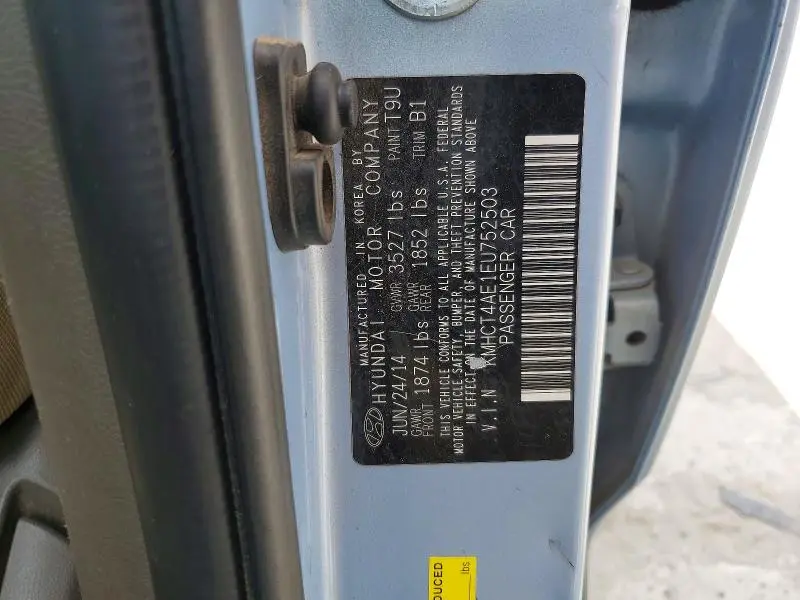 MANUFACTURED IN KOREA BY
HYUNDAI MOTOR COMPANY
JUN/24/14 GVWR 3527 lbs PAINT T9U
GAWR FRONT 1874 lbs GAWR REAR 1852 lbs TRIM B1
THIS VEHICLE CONFORMS TO ALL APPLICABLE U.S.A. FEDERAL
MOTOR VEHICLE SAFETY, BUMPER, AND THEFT PREVENTION STANDARDS
IN EFFECT ON THE DATE OF MANUFACTURE SHOWN ABOVE
V.I.N KMHCT4AE1EU752503
PASSENGER CAR
lbs